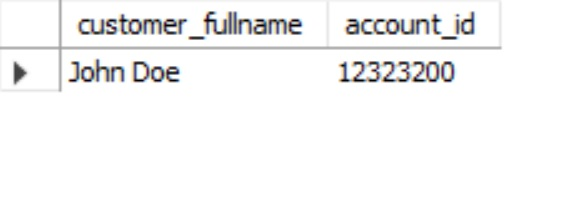 customer_fullname account_id
John Doe 12323200